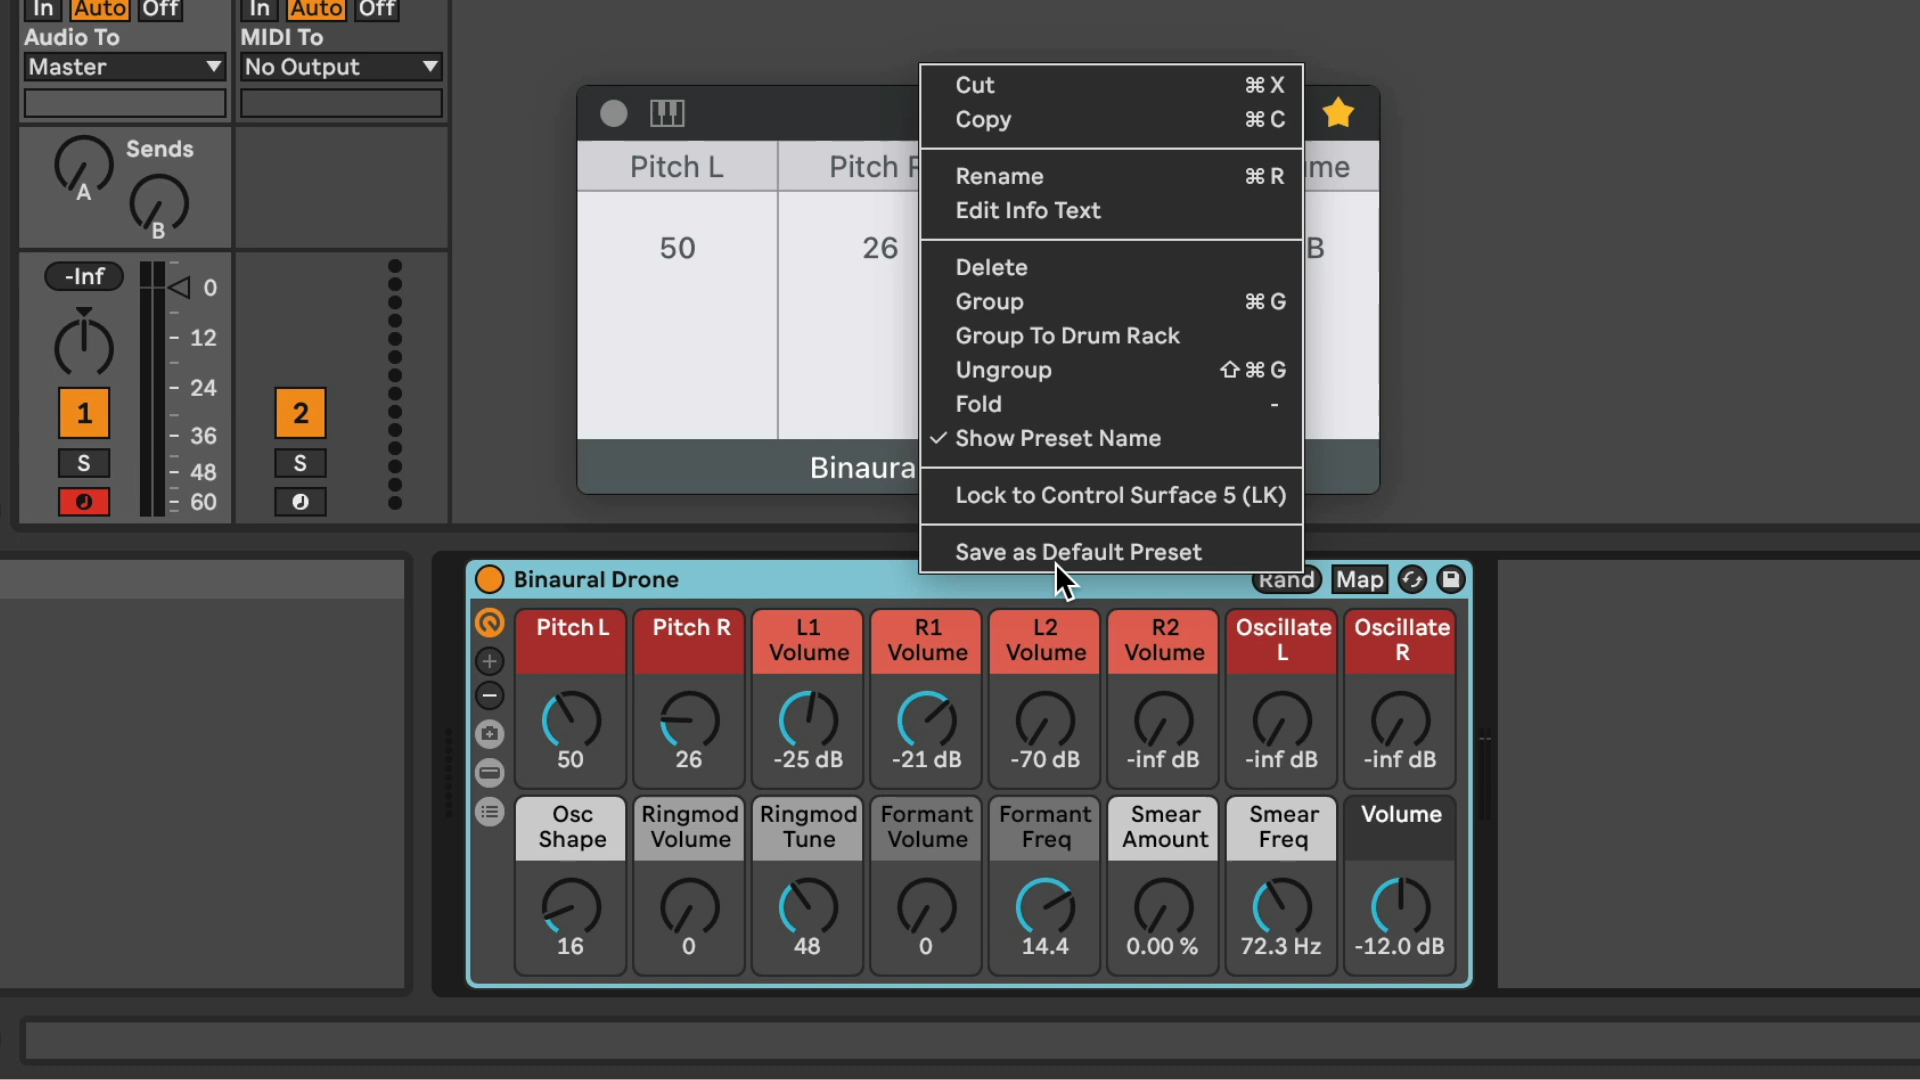 In Auto Off
In Auto Off
Audio To
MIDI To
Master
No Output
Sends
A
B
-Inf
0
12
24
36
48
60
1
S
2
S
Pitch L
Pitch R
me
50
26
B
Binaura
Cut ⌘ X
Copy ⌘ C
Rename ⌘ R
Edit Info Text
Delete
Group ⌘ G
Group To Drum Rack
Ungroup ⇧ ⌘ G
Fold -
✓ Show Preset Name
Lock to Control Surface 5 (LK)
Save as Default Preset
Binaural Drone
Rand Map
Pitch L
Pitch R
L1
Volume
R1
Volume
L2
Volume
R2
Volume
Oscillate
L
Oscillate
R
50
26
-25 dB
-21 dB
-70 dB
-inf dB
-inf dB
-inf dB
Osc
Shape
Ringmod
Volume
Ringmod
Tune
Formant
Volume
Formant
Freq
Smear
Amount
Smear
Freq
Volume
16
0
48
0
14.4
0.00 %
72.3 Hz
-12.0 dB